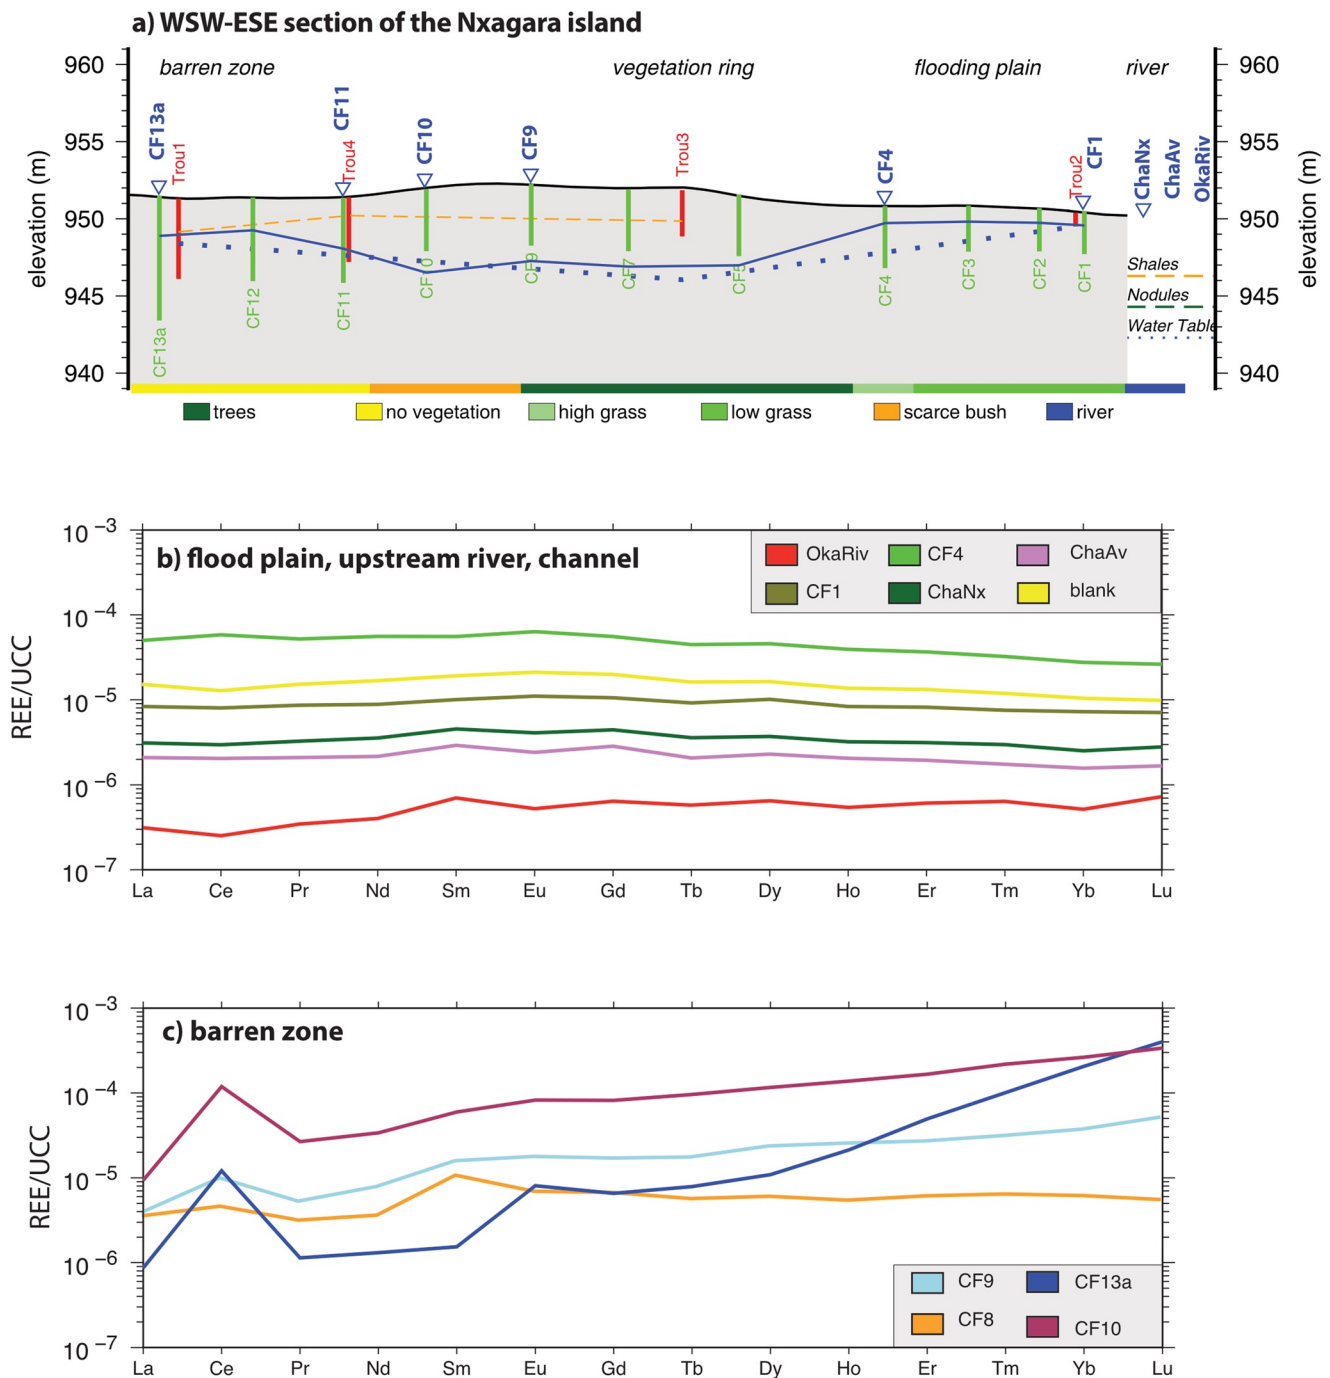 a) WSW-ESE section of the Nxagara island
960 barren zone vegetation ring flooding plain river 960
CF13a Trou1 CF11 Trou4 CF10 CF9 Trou3 CF4 Trou2 CF1 ChaNx ChaAv OkaRiv
955 955
950 950
945 945
940 940
elevation (m)
elevation (m)
CF13a CF12 CF11 CF10 CF9 CF7 CF5 CF4 CF3 CF2 CF1
Shales
Nodules
Water Table
trees no vegetation high grass low grass scarce bush river
b) flood plain, upstream river, channel
OkaRiv CF4 ChaAv
CF1 ChaNx blank
REE/UCC
10 −3
10 −4
10 −5
10 −6
10 −7
La Ce Pr Nd Sm Eu Gd Tb Dy Ho Er Tm Yb Lu
c) barren zone
REE/UCC
10 −3
10 −4
10 −5
10 −6
10 −7
CF9 CF13a
CF8 CF10
La Ce Pr Nd Sm Eu Gd Tb Dy Ho Er Tm Yb Lu